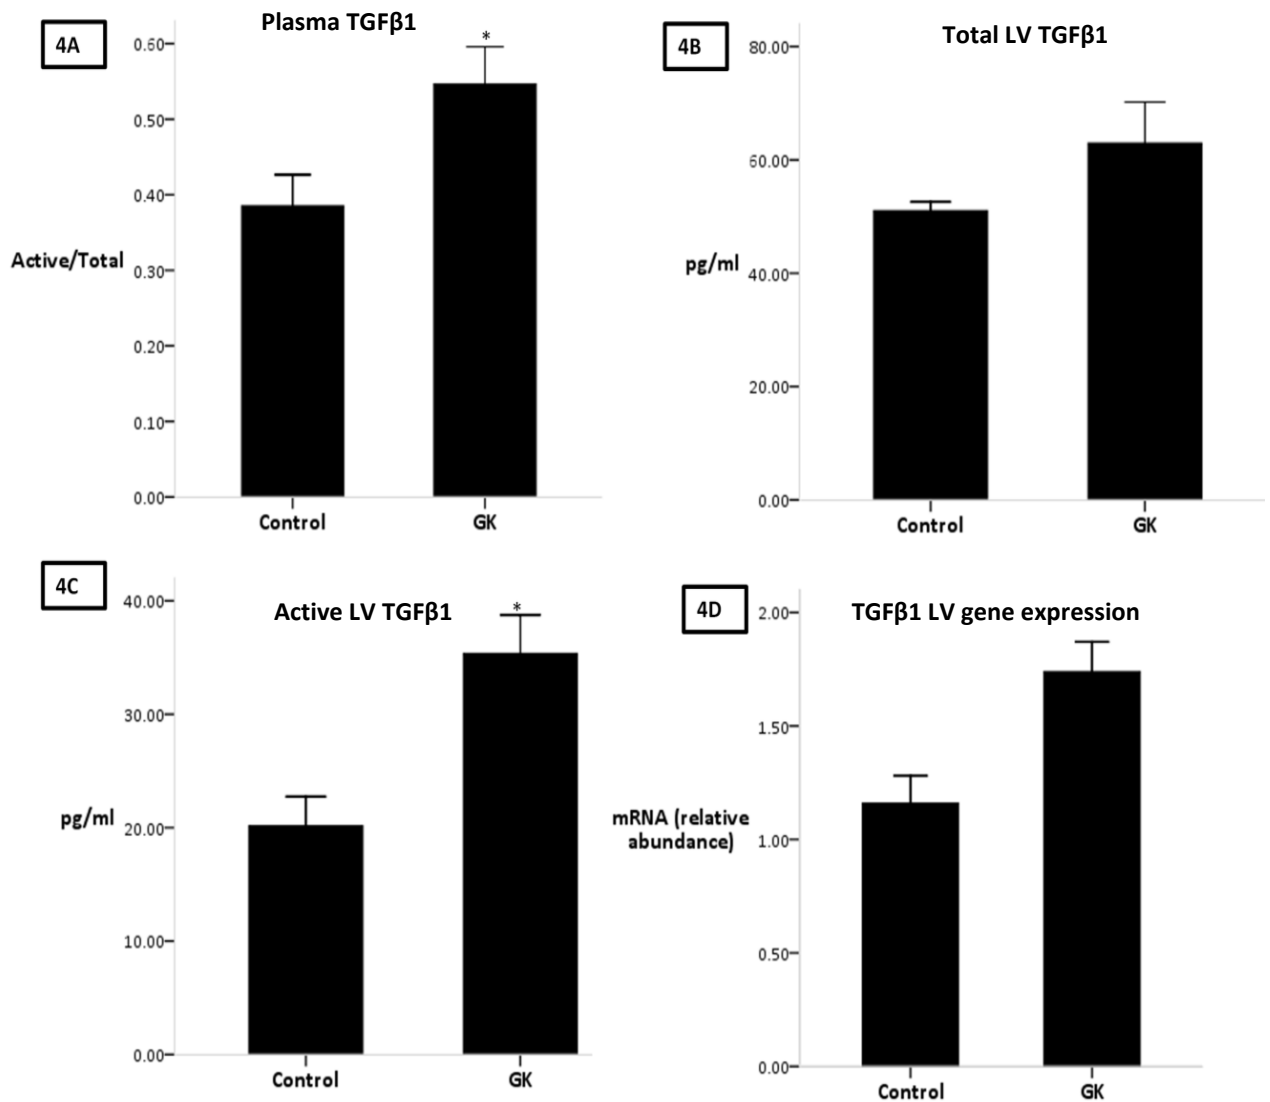 4A
Plasma TGFβ1
*
0.60
0.50
0.40
Active/Total
0.30
0.20
0.10
0.00
Control
GK
4B
Total LV TGFβ1
80.00
60.00
pg/ml
40.00
20.00
0.00
Control
GK
4C
Active LV TGFβ1
*
40.00
30.00
pg/ml
20.00
10.00
0.00
Control
GK
4D
TGFβ1 LV gene expression
2.00
1.50
mRNA (relative
abundance)
1.00
0.50
0.00
Control
GK